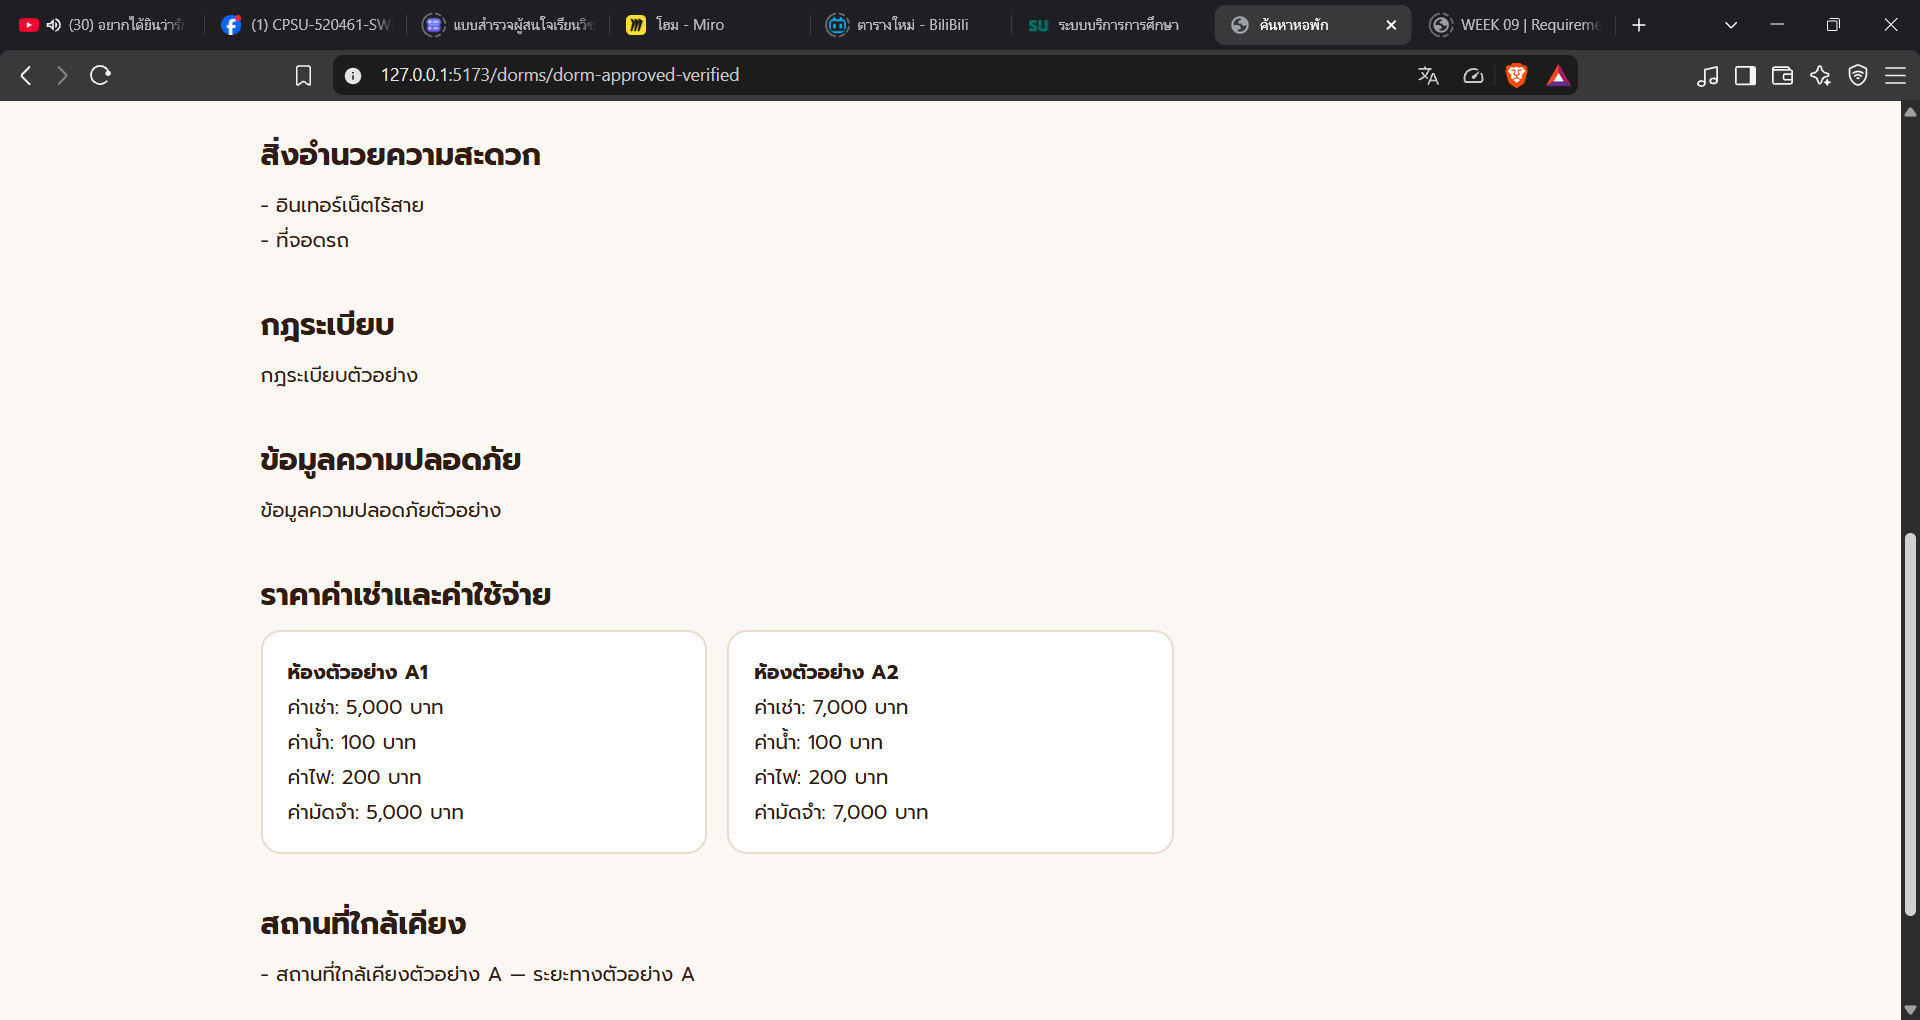 (30) อยากได้ยินว่ารั
(1) CPSU-520461-SW
แบบสำรวจผู้สนใจเรียนวิช
โฮม - Miro
ตารางใหม่ - BiliBili
SU ระบบบริการการศึกษา
ค้นหาหอพัก
WEEK 09 | Requireme
127.0.0.1:5173/dorms/dorm-approved-verified
สิ่งอำนวยความสะดวก
- อินเทอร์เน็ตไร้สาย
- ที่จอดรถ
กฎระเบียบ
กฎระเบียบตัวอย่าง
ข้อมูลความปลอดภัย
ข้อมูลความปลอดภัยตัวอย่าง
ราคาค่าเช่าและค่าใช้จ่าย
ห้องตัวอย่าง A1
ค่าเช่า: 5,000 บาท
ค่าน้ำ: 100 บาท
ค่าไฟ: 200 บาท
ค่ามัดจำ: 5,000 บาท
ห้องตัวอย่าง A2
ค่าเช่า: 7,000 บาท
ค่าน้ำ: 100 บาท
ค่าไฟ: 200 บาท
ค่ามัดจำ: 7,000 บาท
สถานที่ใกล้เคียง
- สถานที่ใกล้เคียงตัวอย่าง A — ระยะทางตัวอย่าง A